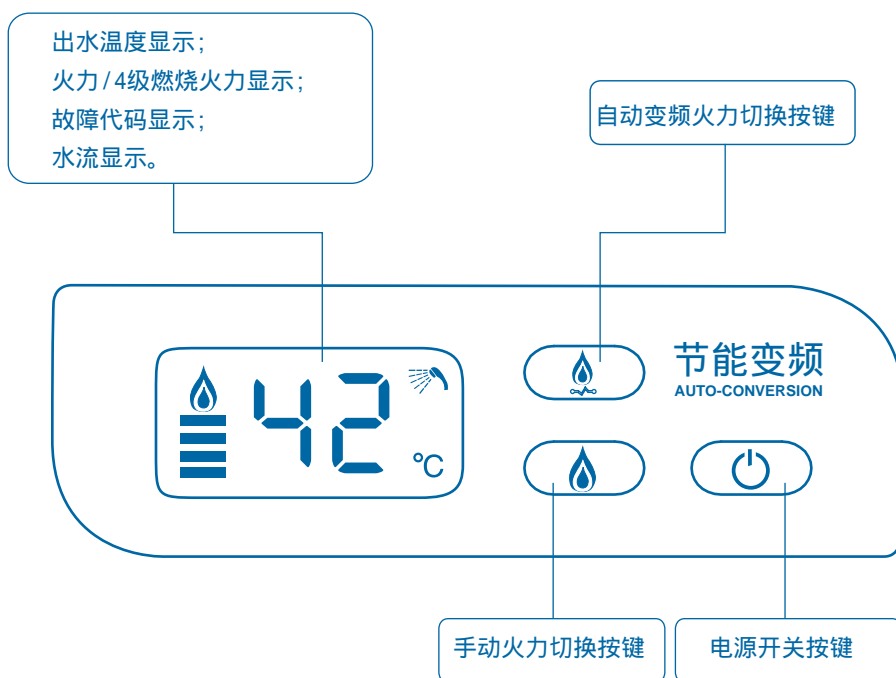 出水温度显示；
火力/4级燃烧火力显示；
故障代码显示；
水流显示。
自动变频火力切换按键
42
℃
节能变频
AUTO-CONVERSION
手动火力切换按键
电源开关按键